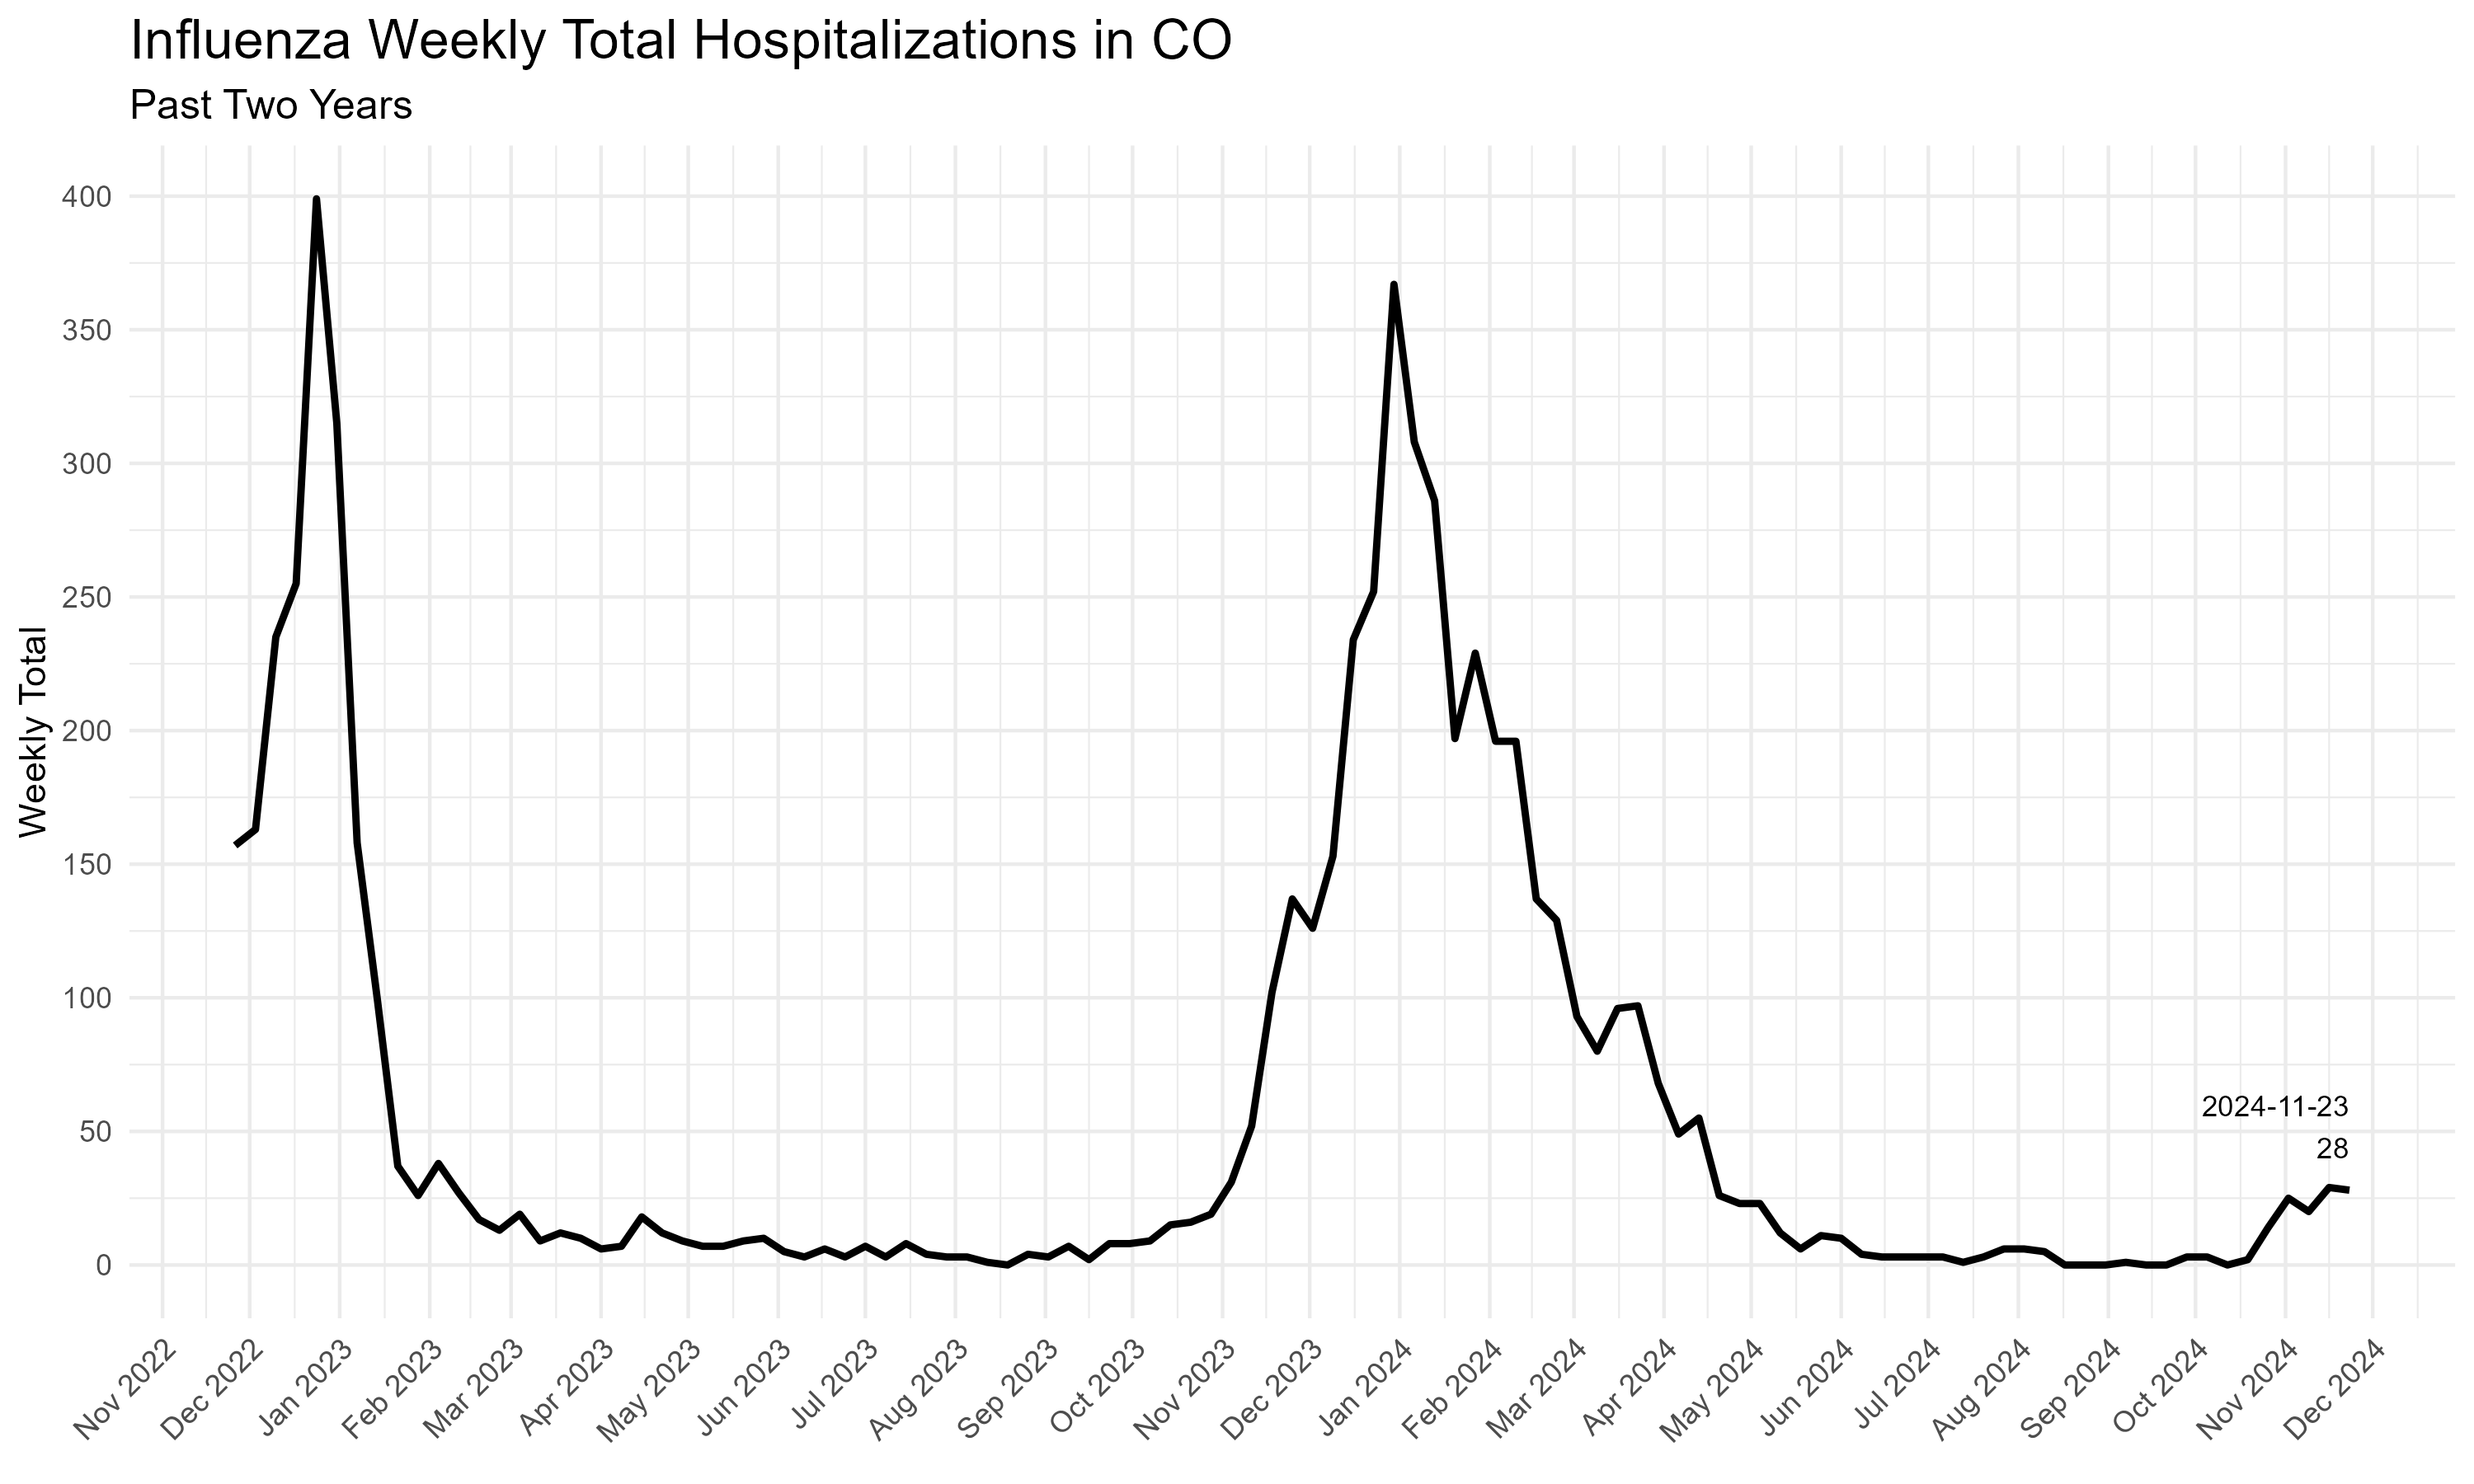 Influenza Weekly Total Hospitalizations in CO
Past Two Years
Weekly Total
400
350
300
250
200
150
100
50
0
2024-11-23
28
Nov 2022
Dec 2022
Jan 2023
Feb 2023
Mar 2023
Apr 2023
May 2023
Jun 2023
Jul 2023
Aug 2023
Sep 2023
Oct 2023
Nov 2023
Dec 2023
Jan 2024
Feb 2024
Mar 2024
Apr 2024
May 2024
Jun 2024
Jul 2024
Aug 2024
Sep 2024
Oct 2024
Nov 2024
Dec 2024